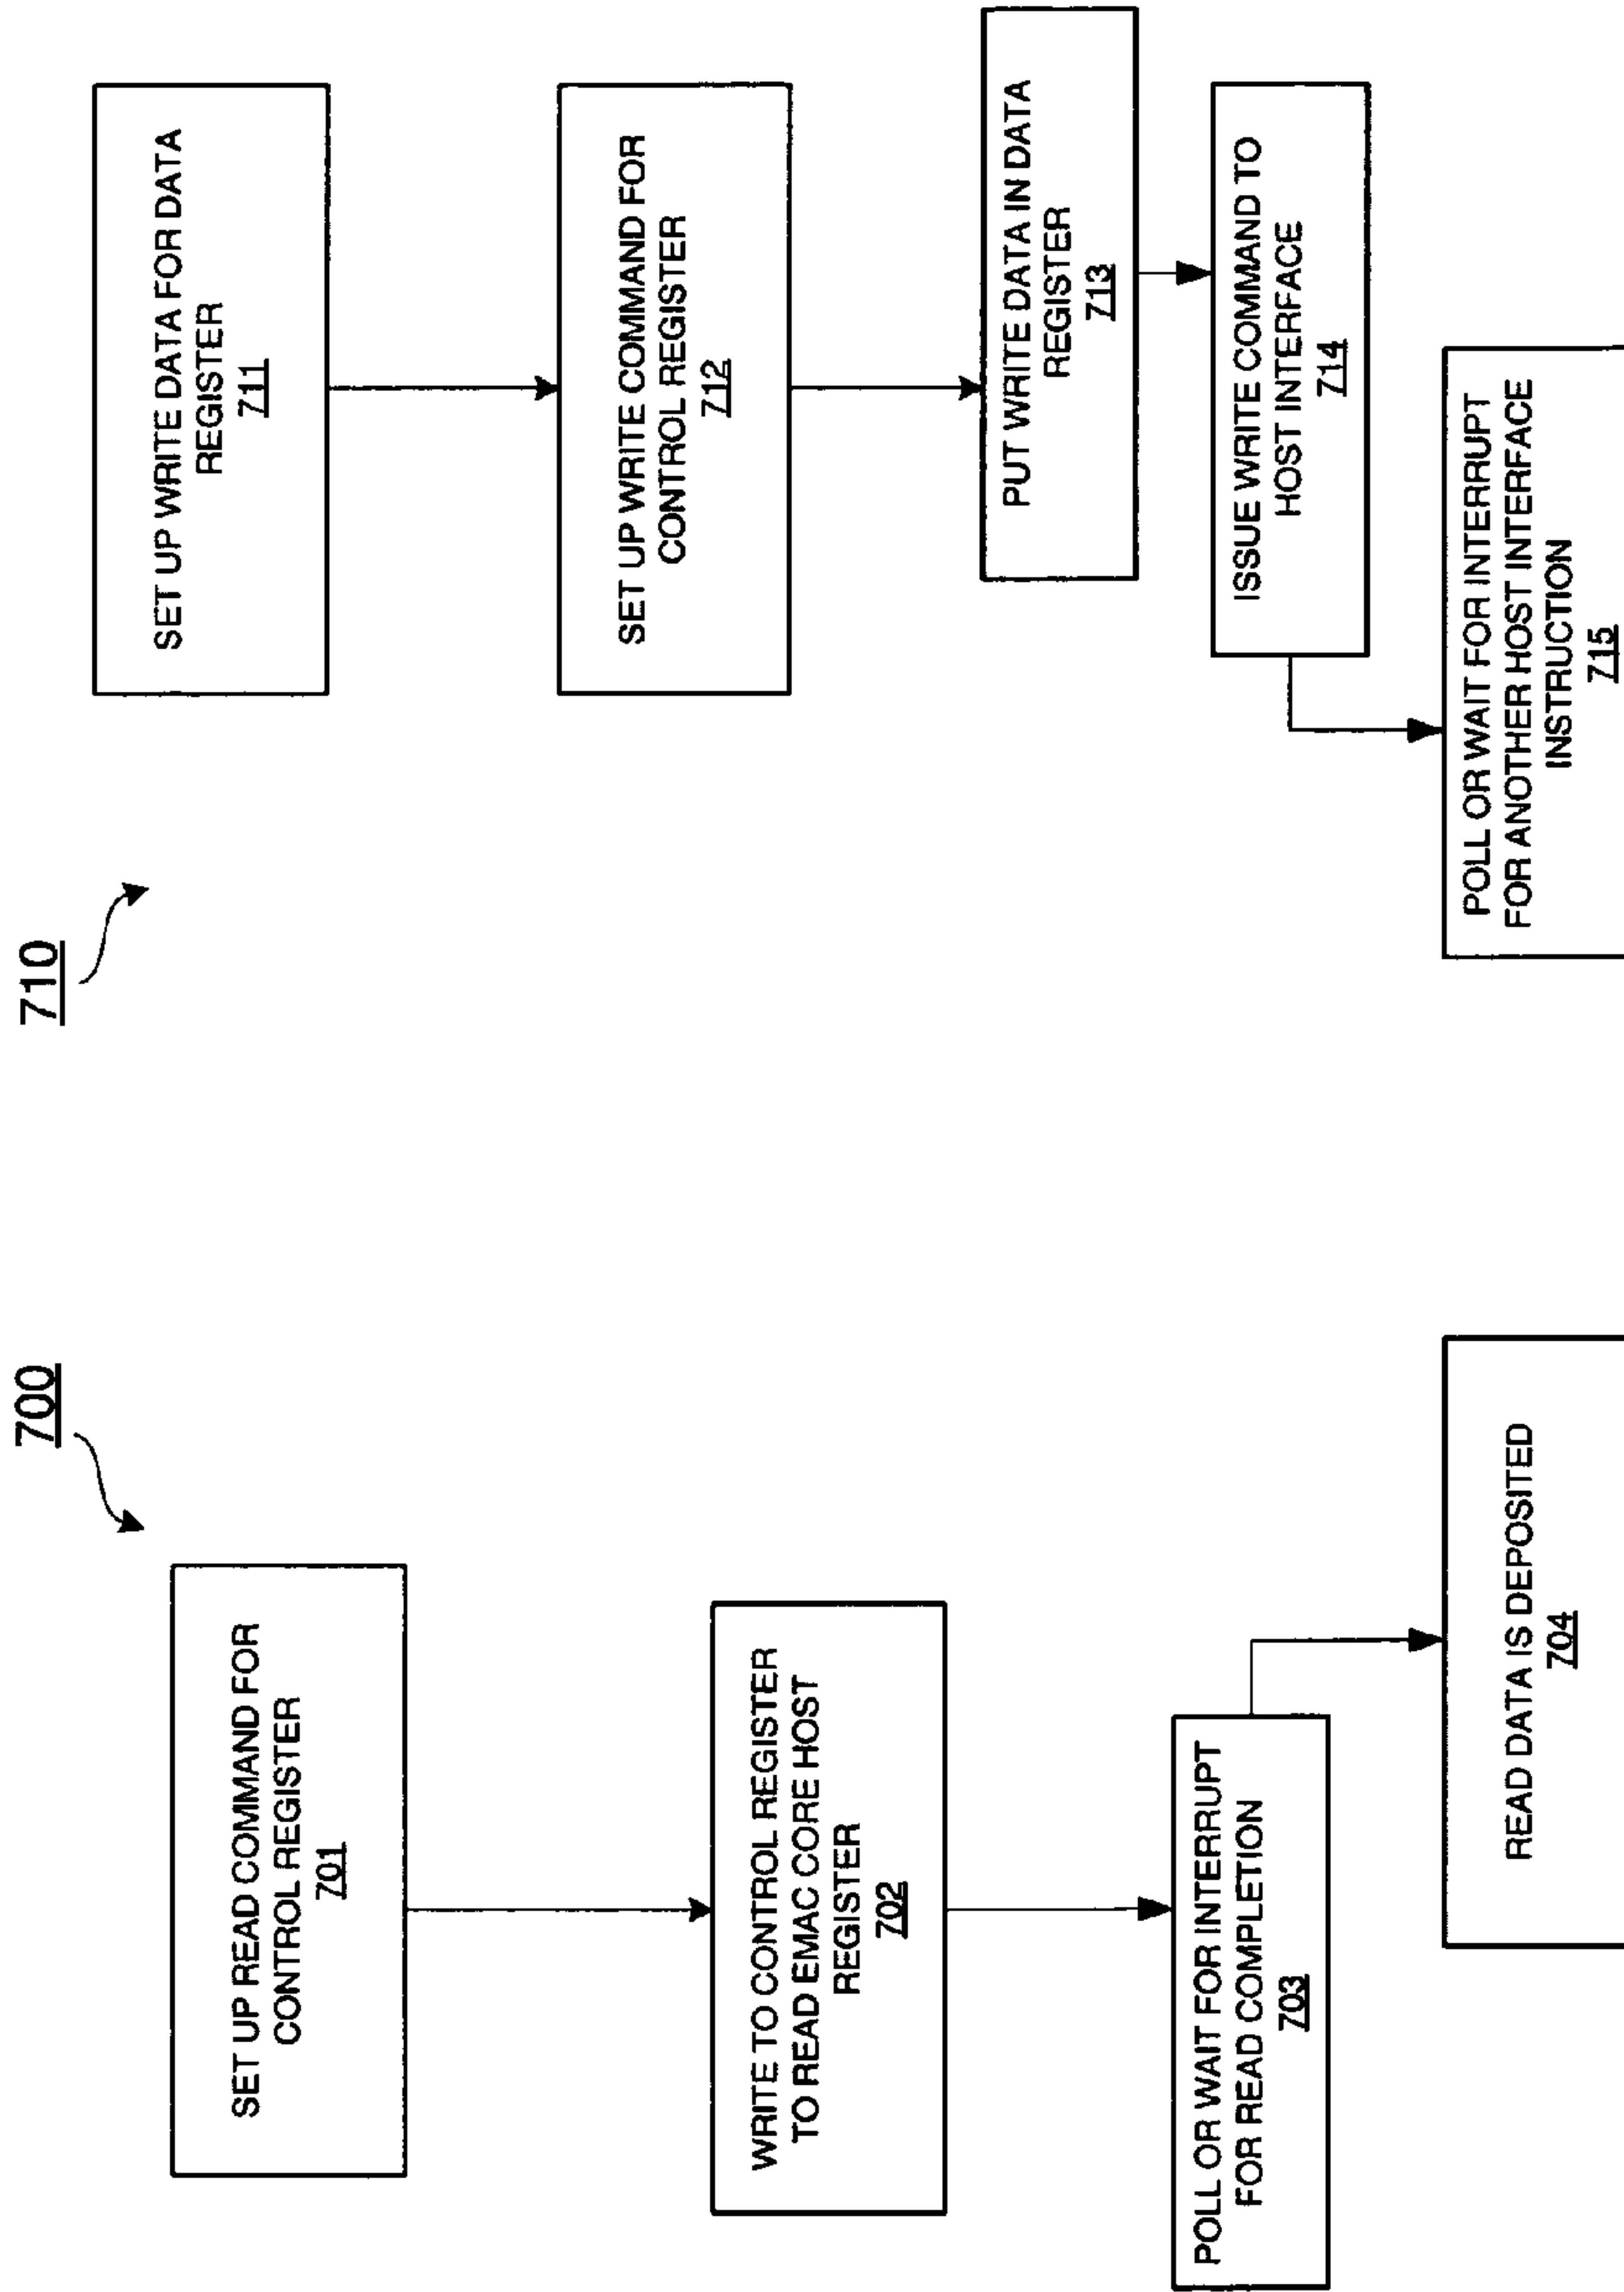 700
SET UP READ COMMAND FOR
CONTROL REGISTER
701
WRITE TO CONTROL REGISTER
TO READ EMAC CORE HOST
REGISTER
702
POLL OR WAIT FOR INTERRUPT
FOR READ COMPLETION
703
READ DATA IS DEPOSITED
704
710
SET UP WRITE DATA FOR DATA
REGISTER
711
SET UP WRITE COMMAND FOR
CONTROL REGISTER
712
PUT WRITE DATA IN DATA
REGISTER
713
ISSUE WRITE COMMAND TO
HOST INTERFACE
714
POLL OR WAIT FOR INTERRUPT
FOR ANOTHER HOST INTERFACE
INSTRUCTION
715